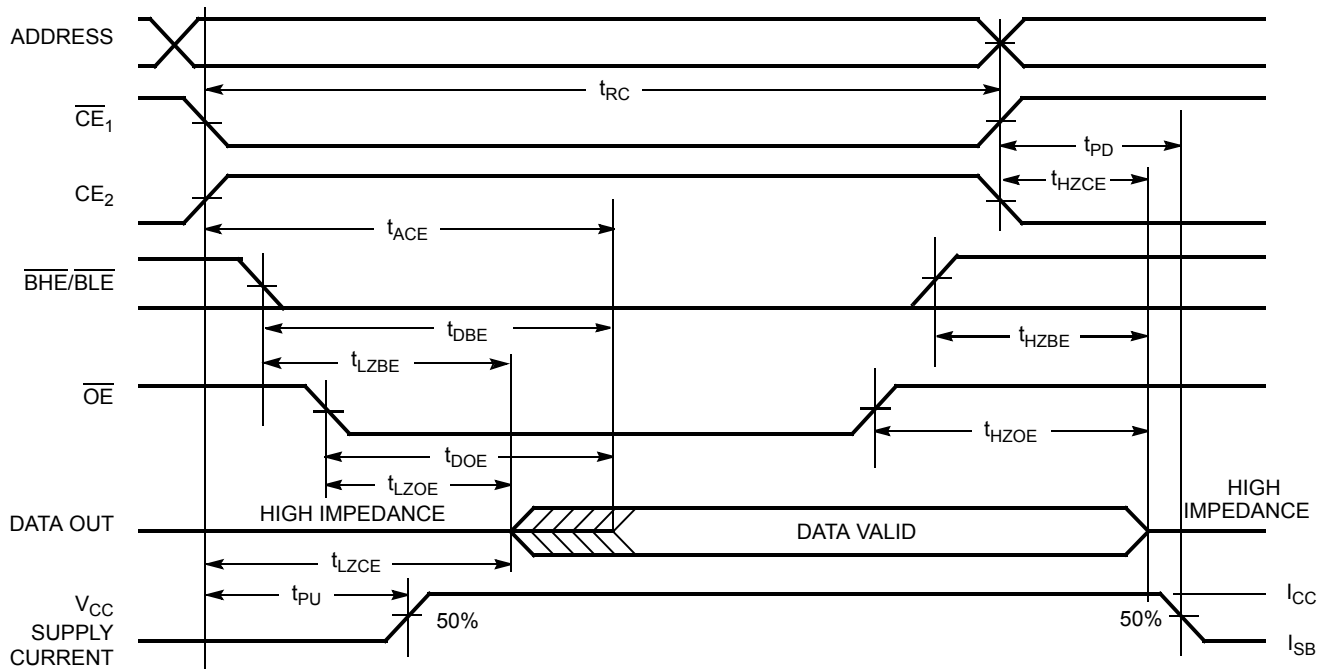 ADDRESS
tRC
CE1
tPD
tHZCE
CE2
tACE
BHE/BLE
tDBE
tHZBE
tLZBE
OE
tHZOE
tDOE
tLZOE
HIGH IMPEDANCE
HIGH
IMPEDANCE
DATA OUT
DATA VALID
tLZCE
tPU
VCC
SUPPLY
CURRENT
50%
50%
ICC
ISB